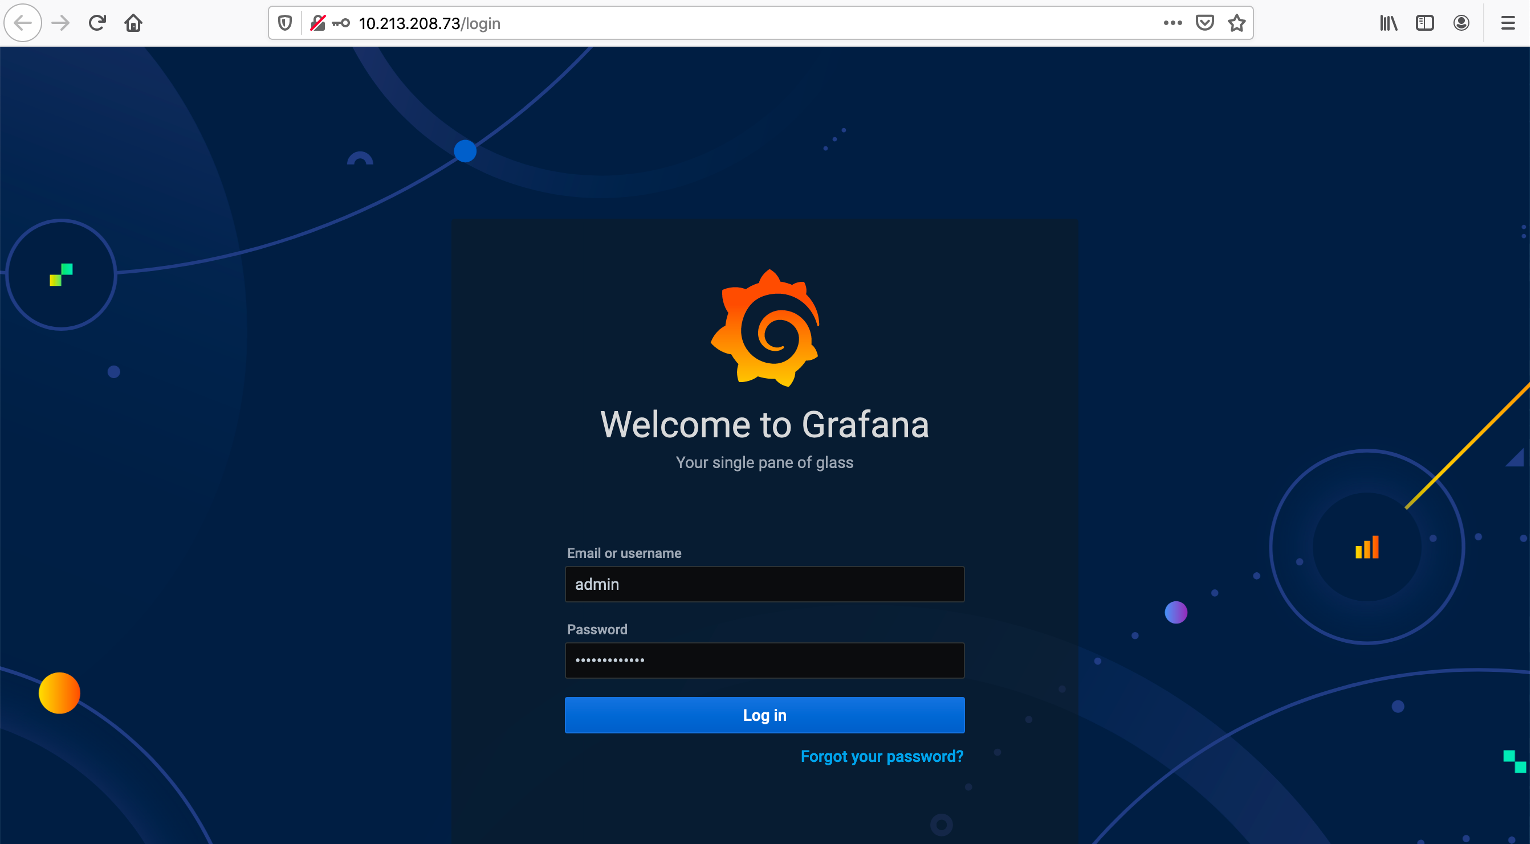 10.213.208.73/login
Welcome to Grafana
Your single pane of glass
Email or username
admin
Password
•••••••••••••
Log in
Forgot your password?